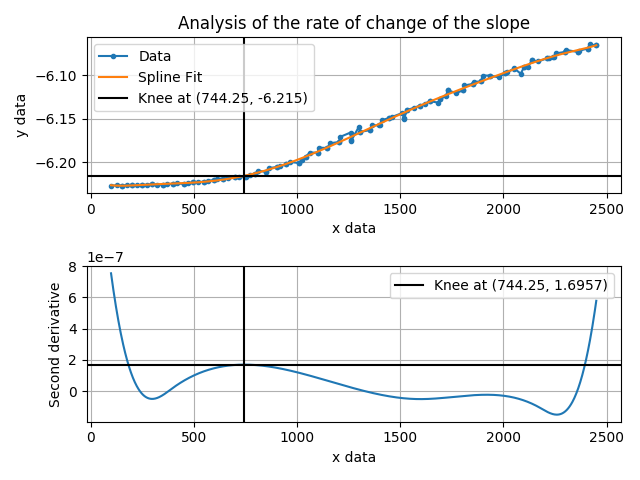 Analysis of the rate of change of the slope
Data
Spline Fit
Knee at (744.25, -6.215)
y data
−6.10
−6.15
−6.20
0 500 1000 1500 2000 2500
x data
1e−7
Knee at (744.25, 1.6957)
Second derivative
8
6
4
2
0
0 500 1000 1500 2000 2500
x data